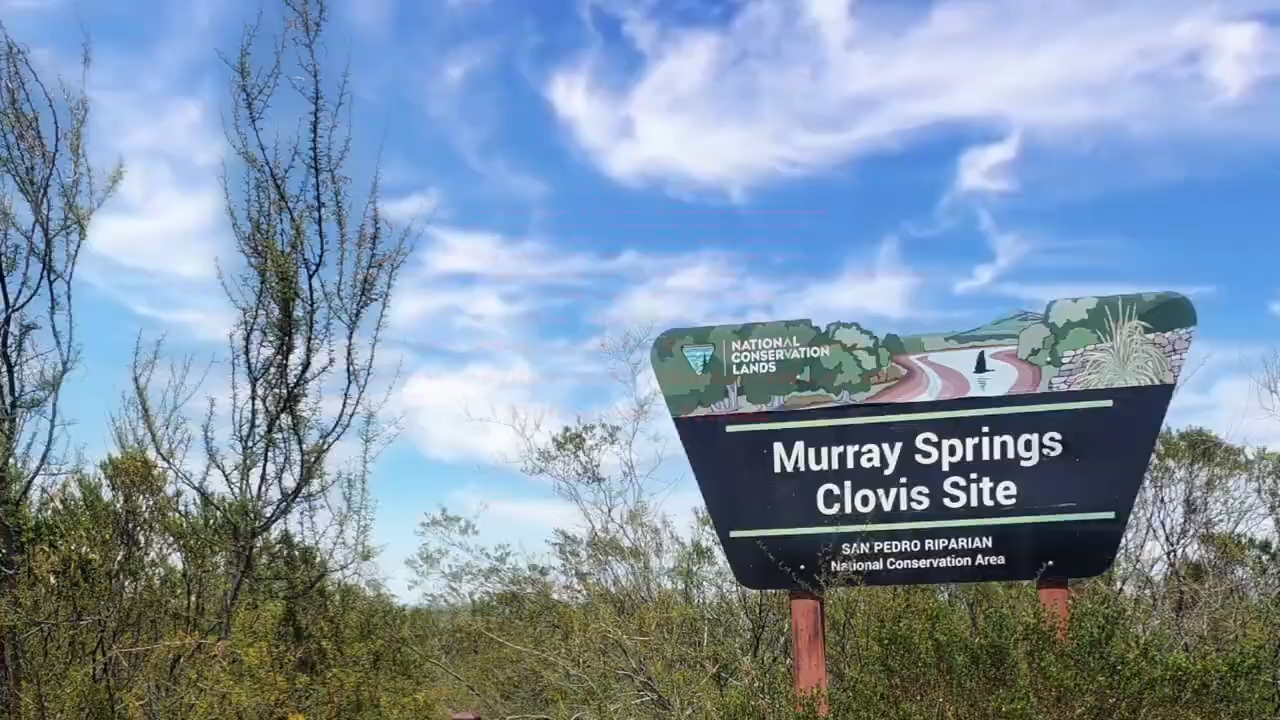 NATIONAL
CONSERVATION
LANDS
Murray Springs
Clovis Site
SAN PEDRO RIPARIAN
National Conservation Area